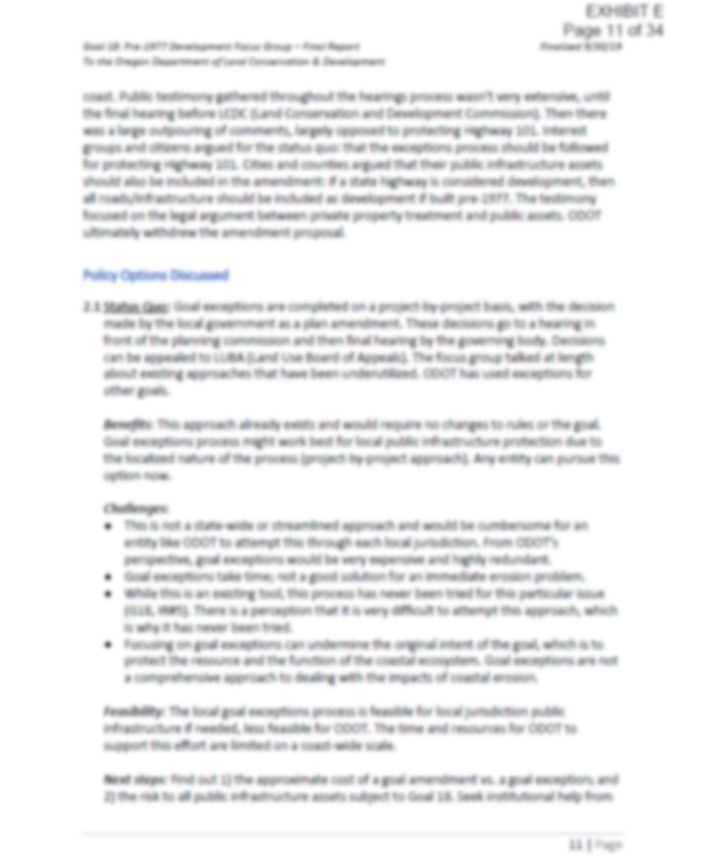 EXHIBIT E
Page 11 of 34
Goal 18: Pre-1977 Development Focus Group – Final Report
Finalized 9/30/19
To the Oregon Department of Land Conservation & Development
coast. Public testimony gathered throughout the hearings process wasn't very extensive, until
the final hearing before LCDC (Land Conservation and Development Commission). Then there
was a large outpouring of comments, largely opposed to protecting Highway 101. Interest
groups and citizens argued for the status quo: that the exceptions process should be followed
for protecting Highway 101. Cities and counties argued that their public infrastructure assets
should also be included in the amendment: if a state highway is considered development, then
all roads/infrastructure should be included as development if built pre-1977. The testimony
focused on the legal argument between private property treatment and public assets. ODOT
ultimately withdrew the amendment proposal.
Policy Options Discussed
2.1 Status Quo: Goal exceptions are completed on a project-by-project basis, with the decision
made by the local government as a plan amendment. These decisions go to a hearing in
front of the planning commission and then final hearing by the governing body. Decisions
can be appealed to LUBA (Land Use Board of Appeals). The focus group talked at length
about existing approaches that have been underutilized. ODOT has used exceptions for
other goals.
Benefits: This approach already exists and would require no changes to rules or the goal.
Goal exceptions process might work best for local public infrastructure protection due to
the localized nature of the process (project-by-project approach). Any entity can pursue this
option now.
Challenges:
● This is not a state-wide or streamlined approach and would be cumbersome for an
entity like ODOT to attempt this through each local jurisdiction. From ODOT's
perspective, goal exceptions would be very expensive and highly redundant.
● Goal exceptions take time; not a good solution for an immediate erosion problem.
● While this is an existing tool, this process has never been tried for this particular issue
(G18, IR#5). There is a perception that it is very difficult to attempt this approach, which
is why it has never been tried.
● Focusing on goal exceptions can undermine the original intent of the goal, which is to
protect the resource and the function of the coastal ecosystem. Goal exceptions are not
a comprehensive approach to dealing with the impacts of coastal erosion.
Feasibility: The local goal exceptions process is feasible for local jurisdiction public
infrastructure if needed, less feasible for ODOT. The time and resources for ODOT to
support this effort are limited on a coast-wide scale.
Next steps: Find out 1) the approximate cost of a goal amendment vs. a goal exception; and
2) the risk to all public infrastructure assets subject to Goal 18. Seek institutional help from
11 | Page